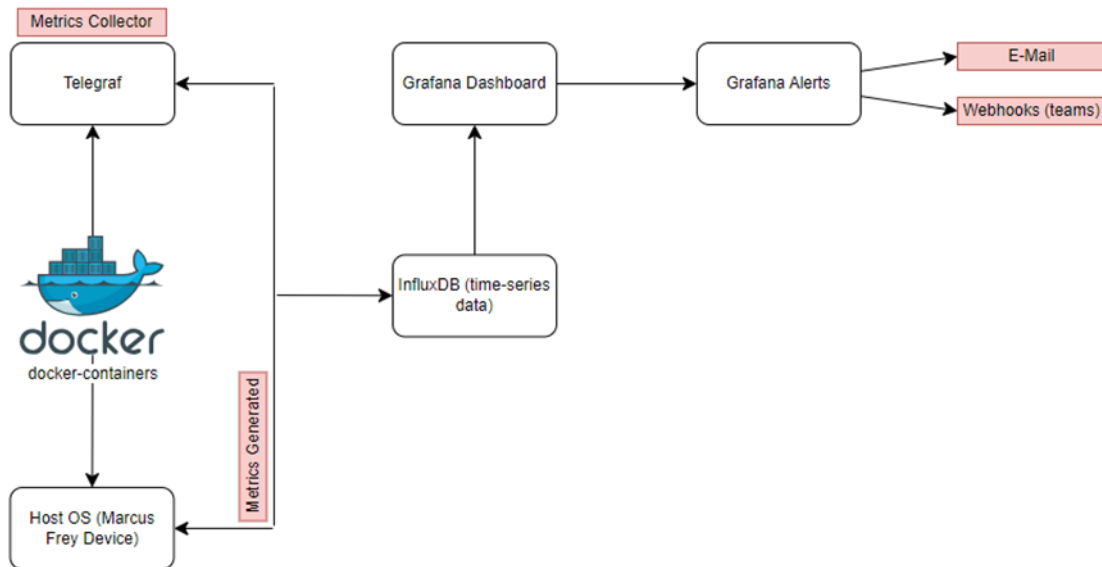 Metrics Collector
Telegraf
Grafana Dashboard
Grafana Alerts
E-Mail
Webhooks (teams)
InfluxDB (time-series
data)
docker
docker-containers
Metrics Generated
Host OS (Marcus
Frey Device)